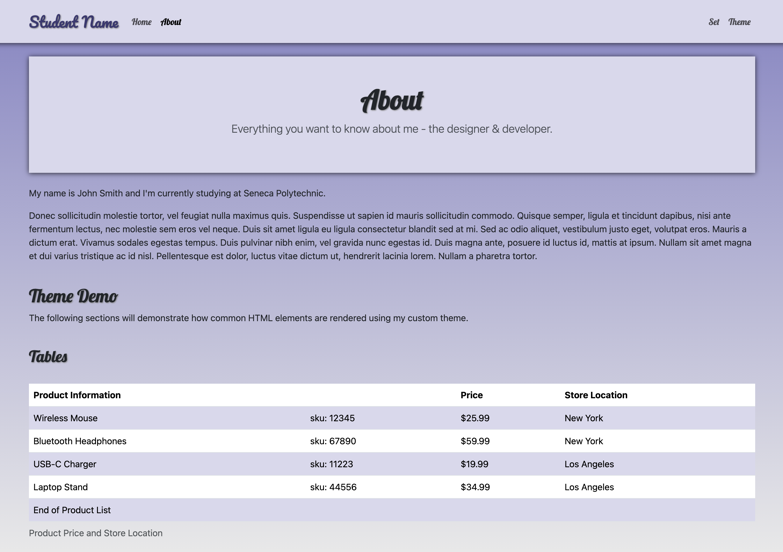 Student Name Home About Set Theme
About
Everything you want to know about me - the designer & developer.
My name is John Smith and I'm currently studying at Seneca Polytechnic.
Donec sollicitudin molestie tortor, vel feugiat nulla maximus quis. Suspendisse ut sapien id mauris sollicitudin commodo. Quisque semper, ligula et tincidunt dapibus, nisi ante
fermentum lectus, nec molestie sem eros vel neque. Duis sit amet ligula eu ligula consectetur blandit sed at mi. Sed ac odio aliquet, vestibulum justo eget, volutpat eros. Mauris a
dictum erat. Vivamus sodales egestas tempus. Duis pulvinar nibh enim, vel gravida nunc egestas id. Duis magna ante, posuere id luctus id, mattis at ipsum. Nullam sit amet magna
et dui varius tristique ac id nisl. Pellentesque est dolor, luctus vitae dictum ut, hendrerit lacinia lorem. Nullam a pharetra tortor.
Theme Demo
The following sections will demonstrate how common HTML elements are rendered using my custom theme.
Tables
Product Information Price Store Location
Wireless Mouse sku: 12345 $25.99 New York
Bluetooth Headphones sku: 67890 $59.99 New York
USB-C Charger sku: 11223 $19.99 Los Angeles
Laptop Stand sku: 44556 $34.99 Los Angeles
End of Product List
Product Price and Store Location